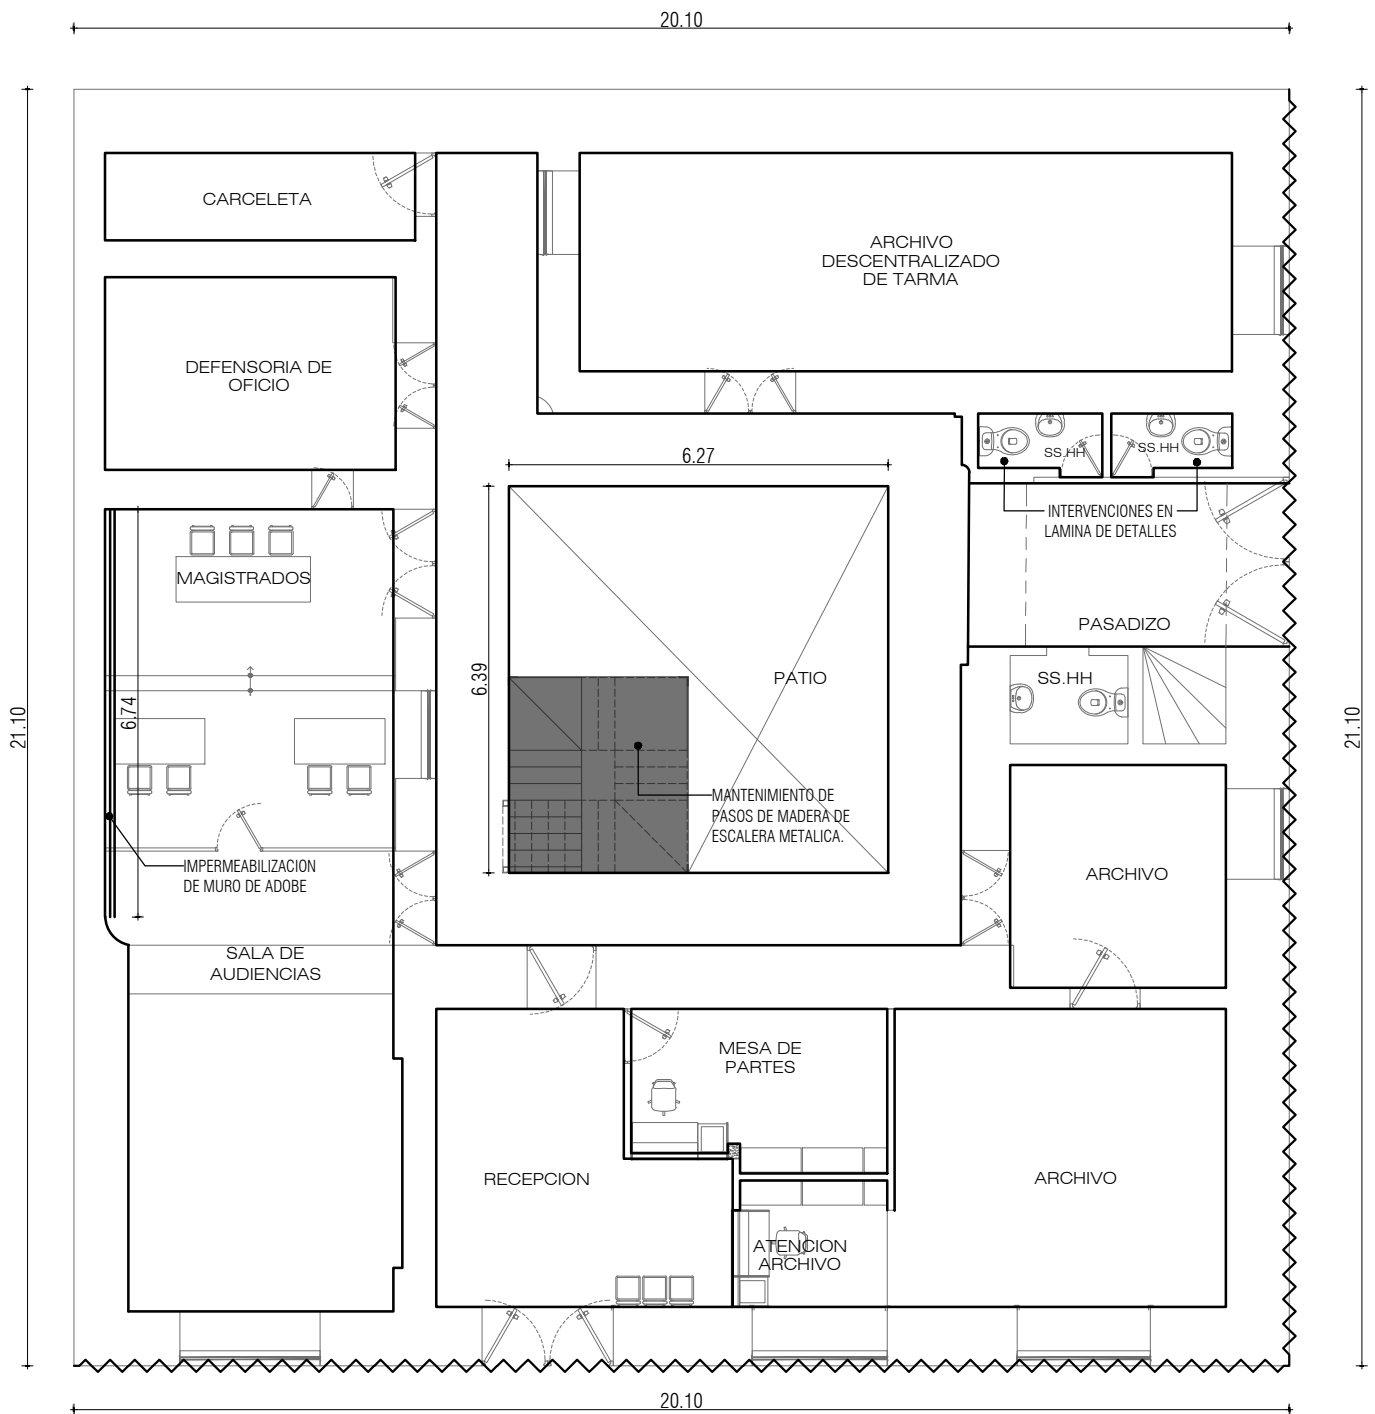 20.10
CARCELETA
ARCHIVO
DESCENTRALIZADO
DE TARMA
DEFENSORIA DE
OFICIO
SS.HH
SS.HH
6.27
INTERVENCIONES EN
LAMINA DE DETALLES
MAGISTRADOS
PASADIZO
6.39
PATIO
SS.HH
6.74
21.10
21.10
MANTENIMIENTO DE
PASOS DE MADERA DE
ESCALERA METALICA.
IMPERMEABILIZACION
DE MURO DE ADOBE
ARCHIVO
SALA DE
AUDIENCIAS
MESA DE
PARTES
RECEPCION
ARCHIVO
ATENCION
ARCHIVO
20.10